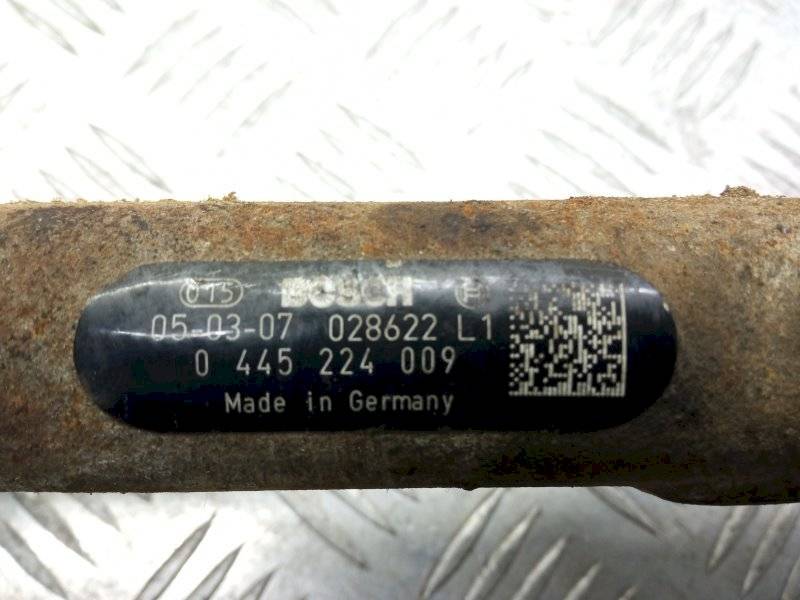 015 BOSCH
05-03-07 028622 L1
0 445 224 009
Made in Germany